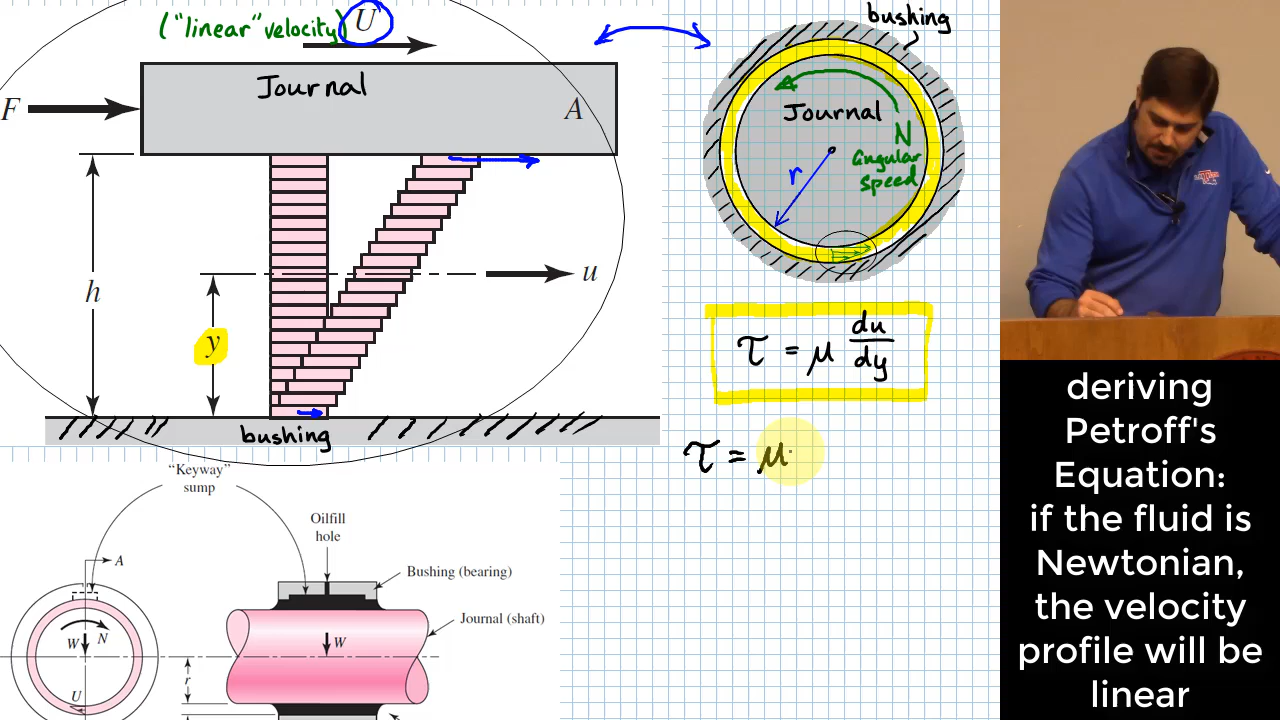 ("linear" velocity) U
F
Journal
A
h
y
u
bushing
bushing
Journal
N
Angular
speed
r
τ = μ du/dy
τ = μ
"Keyway"
sump
Oilfill
hole
A
Bushing (bearing)
Journal (shaft)
W
N
W
U
r
deriving
Petroff's
Equation:
if the fluid is
Newtonian,
the velocity
profile will be
linear